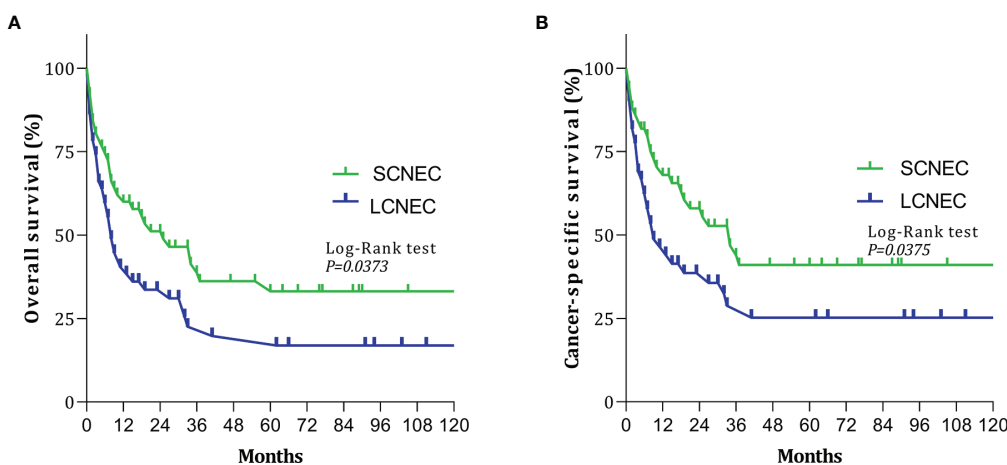 A
Overall survival (%)
100
75
50
25
0
SCNEC
LCNEC
Log-Rank test
P=0.0373
0 12 24 36 48 60 72 84 96 108 120
Months
B
Cancer-specific survival (%)
100
75
50
25
0
SCNEC
LCNEC
Log-Rank test
P=0.0375
0 12 24 36 48 60 72 84 96 108 120
Months